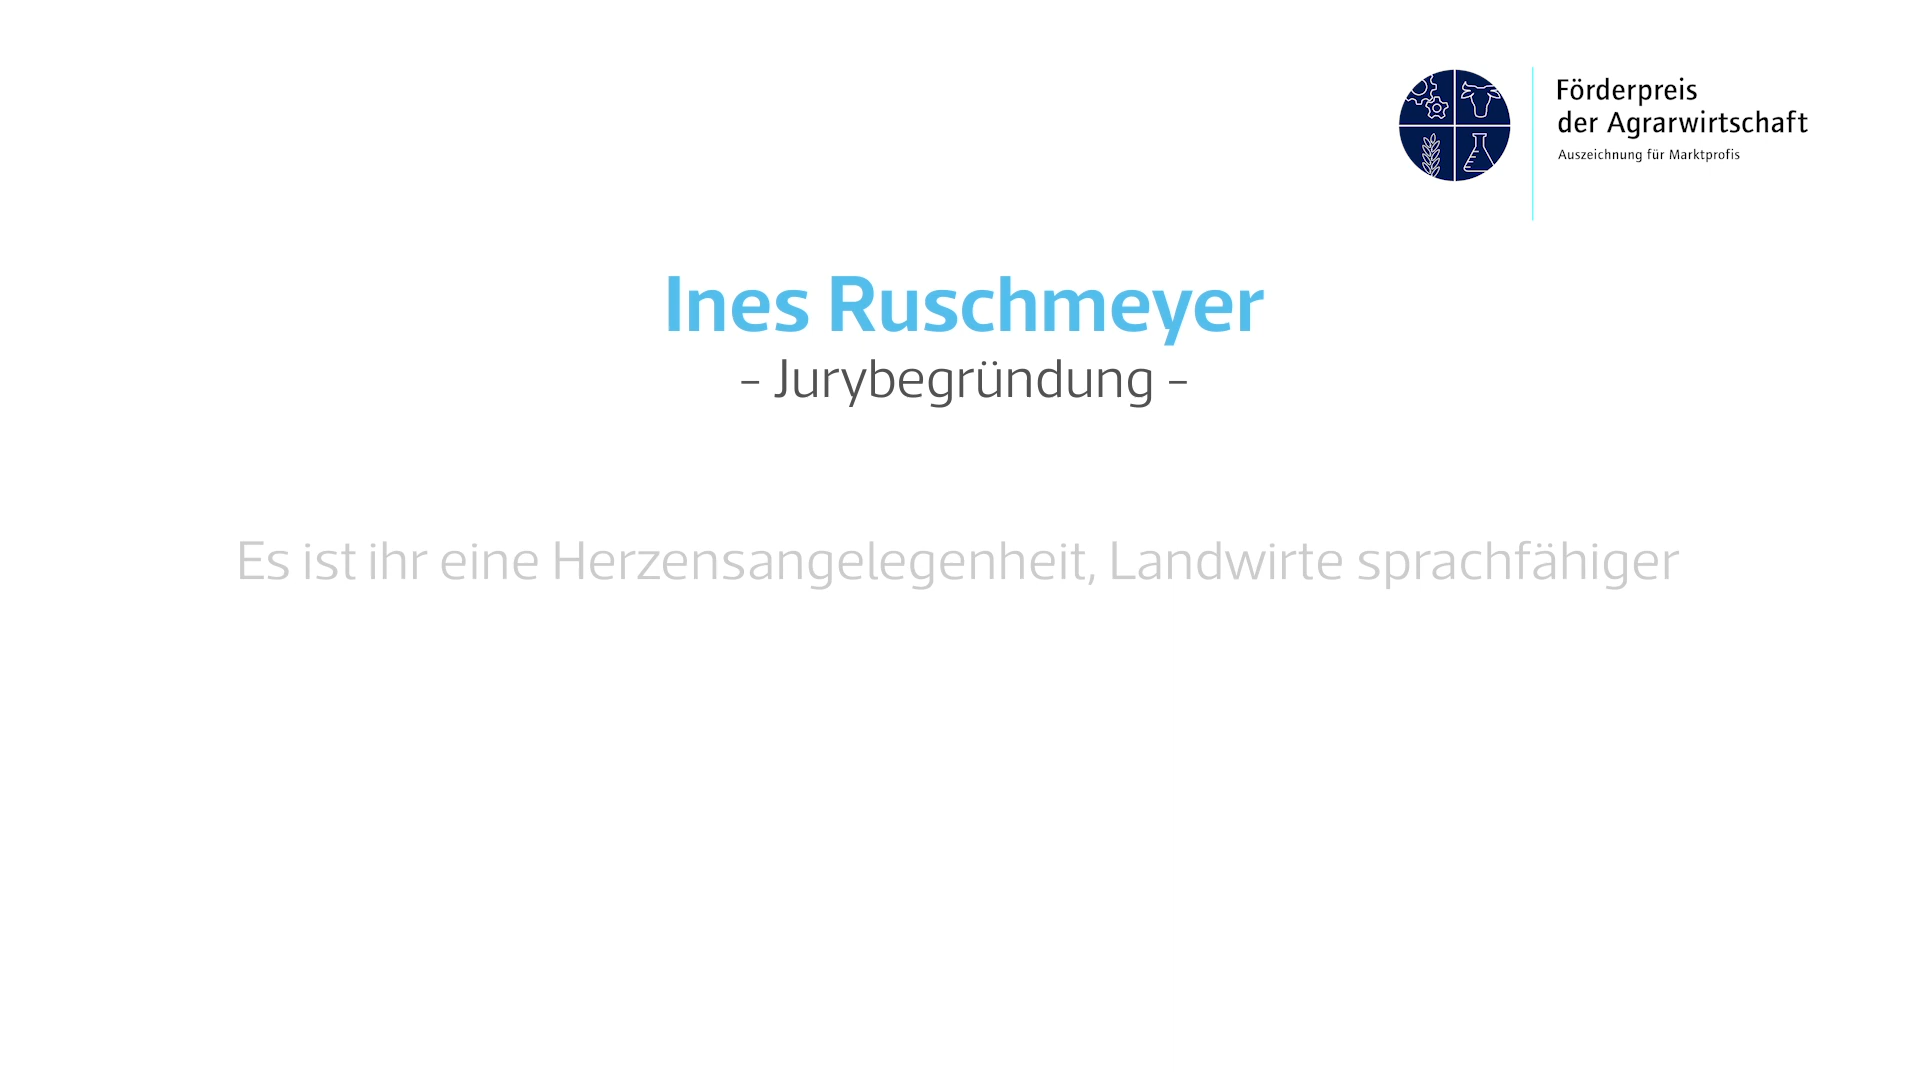 Förderpreis
der Agrarwirtschaft
Auszeichnung für Marktprofis
Ines Ruschmeyer
- Jurybegründung -
Es ist ihr eine Herzensangelegenheit, Landwirte sprachfähiger